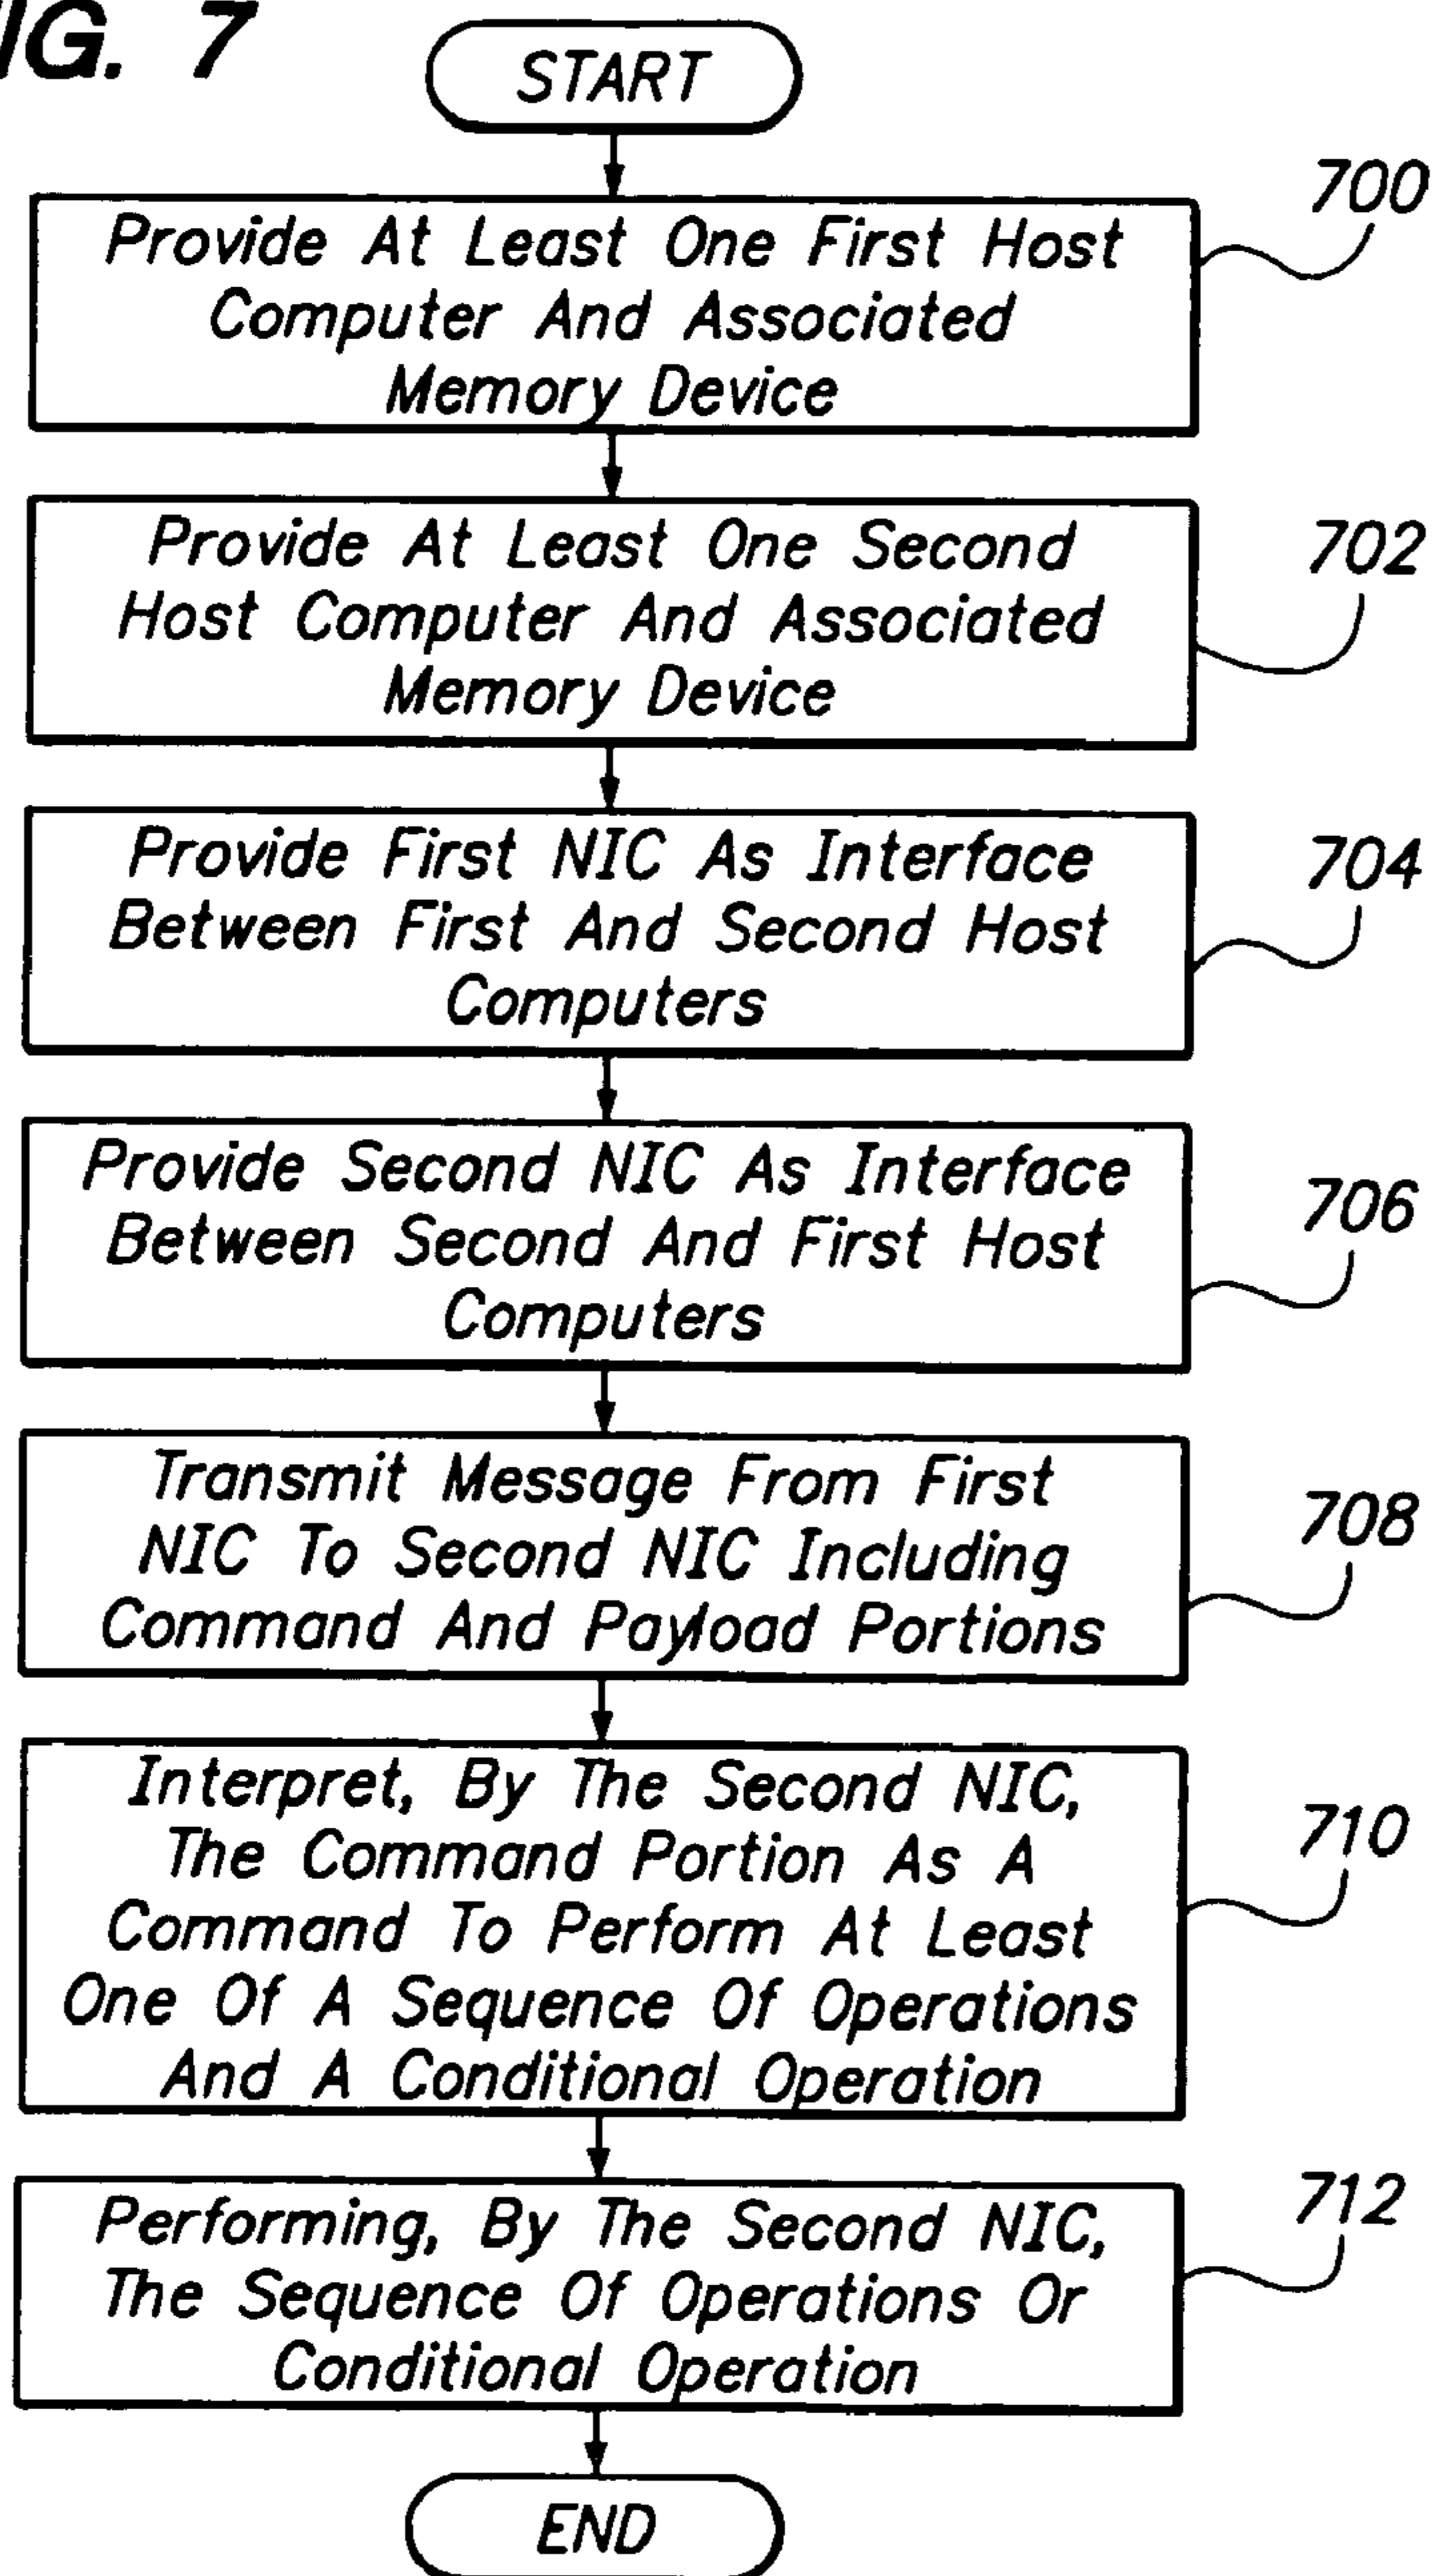 IG. 7
START
700
Provide At Least One First Host
Computer And Associated
Memory Device
702
Provide At Least One Second
Host Computer And Associated
Memory Device
704
Provide First NIC As Interface
Between First And Second Host
Computers
706
Provide Second NIC As Interface
Between Second And First Host
Computers
708
Transmit Message From First
NIC To Second NIC Including
Command And Payload Portions
710
Interpret, By The Second NIC,
The Command Portion As A
Command To Perform At Least
One Of A Sequence Of Operations
And A Conditional Operation
712
Performing, By The Second NIC,
The Sequence Of Operations Or
Conditional Operation
END